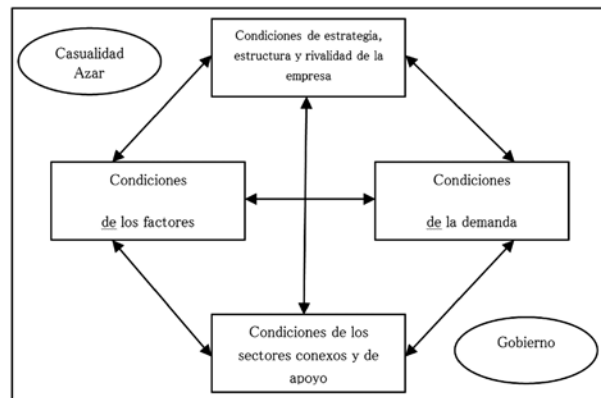 Casualidad
Azar
Condiciones de estrategia,
estructura y rivalidad de la
empresa
Condiciones
de los factores
Condiciones
de la demanda
Condiciones de los
sectores conexos y de
apoyo
Gobierno